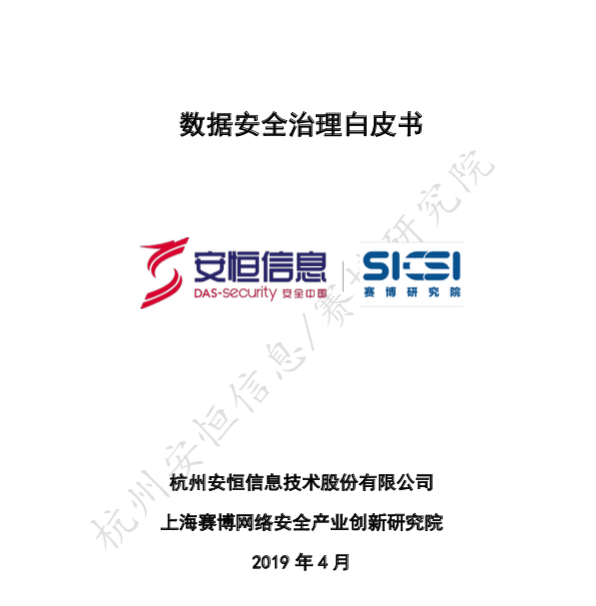 数据安全治理白皮书
安恒信息
DAS-security 安全中国
SICSI
赛博研究院
杭州安恒信息/赛博研究院
杭州安恒信息技术股份有限公司
上海赛博网络安全产业创新研究院
2019 年 4 月